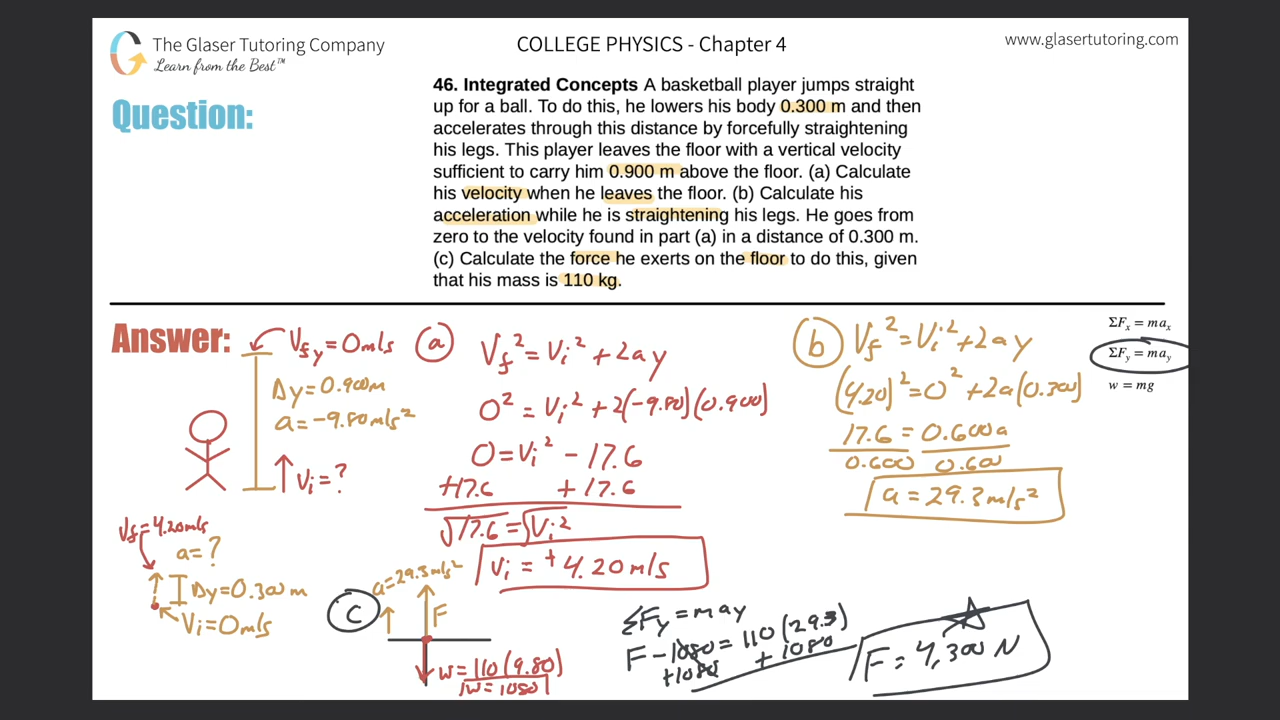 The Glaser Tutoring Company
Learn from the Best™
COLLEGE PHYSICS - Chapter 4
www.glasertutoring.com
Question:
46. Integrated Concepts A basketball player jumps straight
up for a ball. To do this, he lowers his body 0.300 m and then
accelerates through this distance by forcefully straightening
his legs. This player leaves the floor with a vertical velocity
sufficient to carry him 0.900 m above the floor. (a) Calculate
his velocity when he leaves the floor. (b) Calculate his
acceleration while he is straightening his legs. He goes from
zero to the velocity found in part (a) in a distance of 0.300 m.
(c) Calculate the force he exerts on the floor to do this, given
that his mass is 110 kg.
Answer:
Vfy = 0m/s
Δy = 0.900m
a = -9.80m/s²
Vi = ?
Vf = 4.20m/s
a = ?
Δy = 0.300m
Vi = 0m/s
a
Vf² = Vi² + 2ay
0² = Vi² + 2(-9.80)(0.900)
0 = Vi² - 17.6
+17.6 + 17.6
√17.6 = √Vi²
Vi = +4.20m/s
b
Vf² = Vi² + 2ay
(4.20)² = 0² + 2a(0.300)
17.6 = 0.600a
0.600 0.600
a = 29.3m/s²
ΣFx = max
ΣFy = may
w = mg
C
a = 29.3m/s²
F
w = 110(9.80)
w = 1080
ΣFy = may
F - 1080 = 110(29.3)
+1080 + 1080
F = 4,300 N